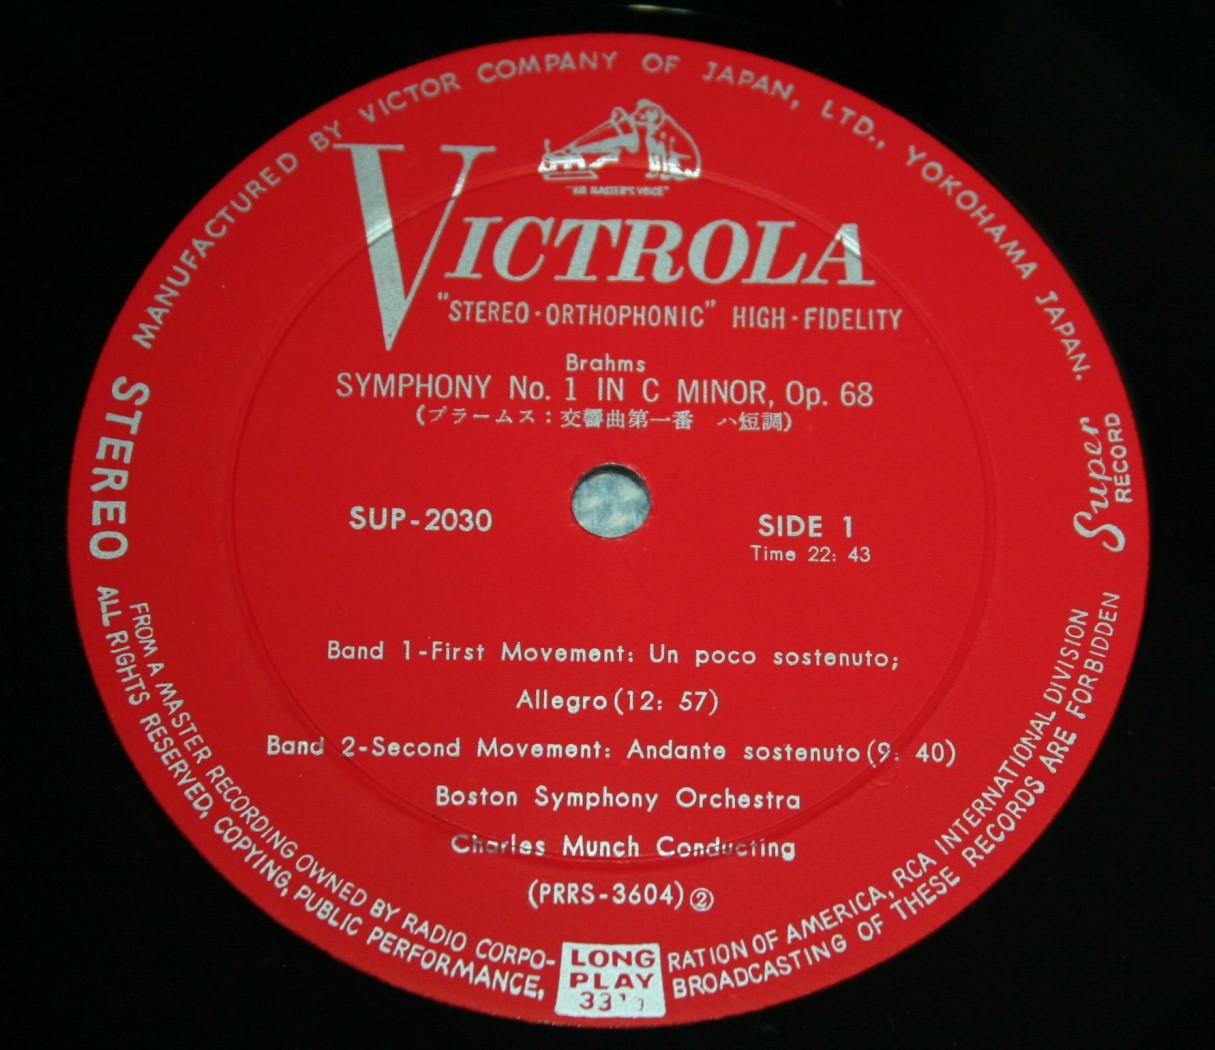 MANUFACTURED BY VICTOR COMPANY OF JAPAN, LTD., YOKOHAMA JAPAN.
"HIS MASTER'S VOICE"
VICTROLA
"STEREO-ORTHOPHONIC" HIGH-FIDELITY
Brahms
SYMPHONY No. 1 IN C MINOR, Op. 68
(ブラームス：交響曲第一番 ハ短調)
STEREO
Super
RECORD
SUP-2030
SIDE 1
Time 22: 43
Band 1-First Movement: Un poco sostenuto;
Allegro(12: 57)
Band 2-Second Movement: Andante sostenuto(9: 40)
Boston Symphony Orchestra
Charles Munch Conducting
(PRRS-3604)②
FROM A MASTER RECORDING OWNED BY RADIO CORPO-RATION OF AMERICA, RCA INTERNATIONAL DIVISION
ALL RIGHTS RESERVED, COPYING, PUBLIC PERFORMANCE, BROADCASTING OF THESE RECORDS ARE FORBIDDEN
LONG
PLAY
33